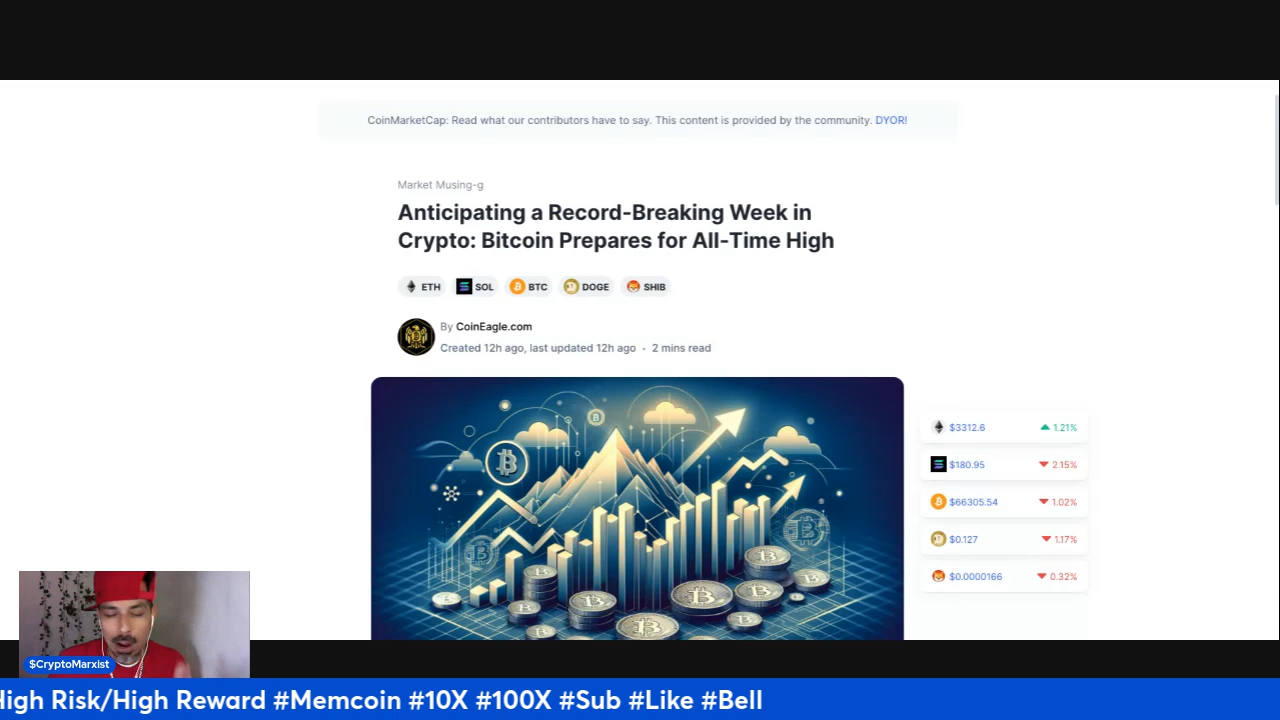 CoinMarketCap: Read what our contributors have to say. This content is provided by the community. DYOR!
Market Musing-g
Anticipating a Record-Breaking Week in
Crypto: Bitcoin Prepares for All-Time High
ETH SOL BTC DOGE SHIB
By CoinEagle.com
Created 12h ago, last updated 12h ago • 2 mins read
$3312.6 1.21%
$180.95 2.15%
$66305.54 1.02%
$0.127 1.17%
$0.0000166 0.32%
$CryptoMarxist
High Risk/High Reward #Memcoin #10X #100X #Sub #Like #Bell